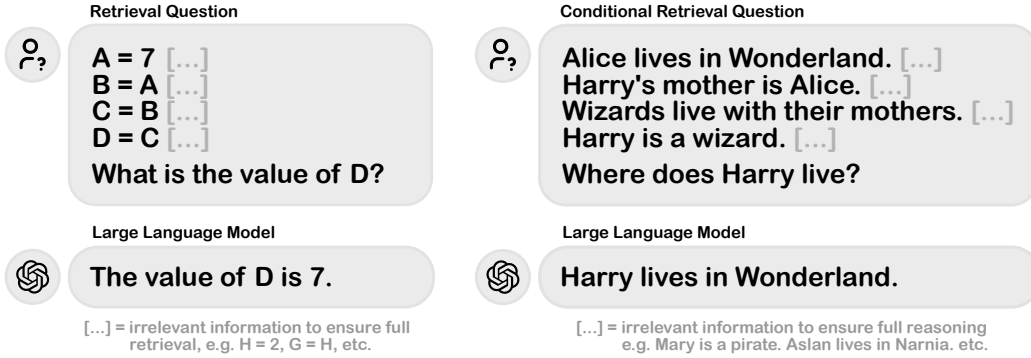 Retrieval Question
A = 7 [...]
B = A [...]
C = B [...]
D = C [...]
What is the value of D?
Large Language Model
The value of D is 7.
[...] = irrelevant information to ensure full
retrieval, e.g. H = 2, G = H, etc.
Conditional Retrieval Question
Alice lives in Wonderland. [...]
Harry's mother is Alice. [...]
Wizards live with their mothers. [...]
Harry is a wizard. [...]
Where does Harry live?
Large Language Model
Harry lives in Wonderland.
[...] = irrelevant information to ensure full reasoning
e.g. Mary is a pirate. Aslan lives in Narnia. etc.